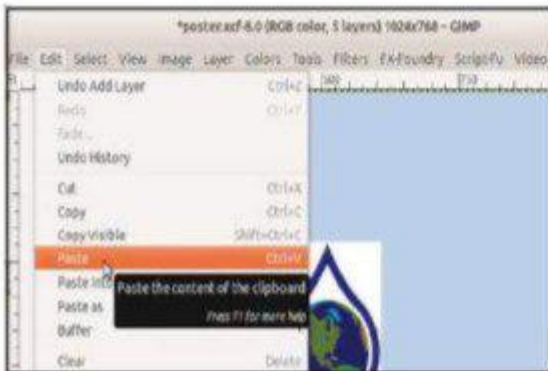 *poster.xcf-8.0 (RGB color, 5 layers) 1024x768 – GIMP
File Edit Select View Image Layer Colors Tools Filters FX-Foundry Script-Fu Video
Undo Add Layer Ctrl+Z
Redo Ctrl+Y
Fade...
Undo History
Cut Ctrl+X
Copy Ctrl+C
Copy Visible Shift+Ctrl+C
Paste Ctrl+V
Paste Into
Paste the content of the clipboard
Paste as
Press F1 for more help
Buffer
Clear Delete